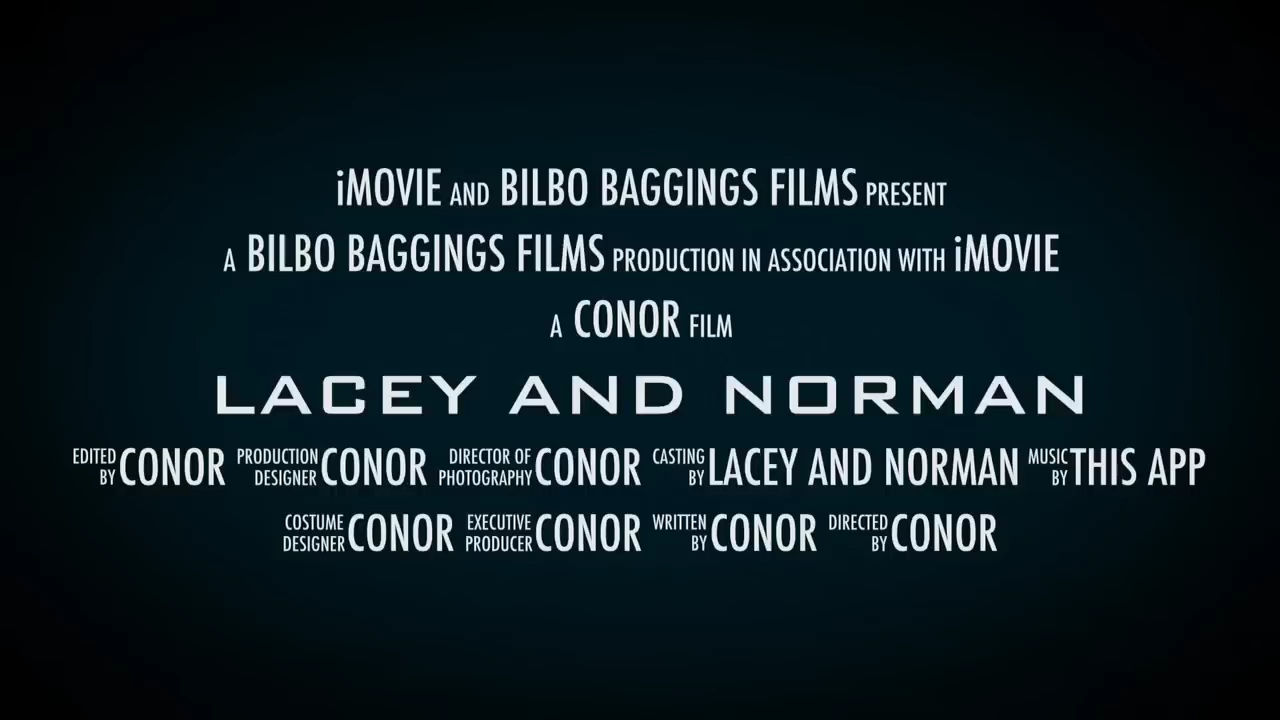 iMOVIE AND BILBO BAGGINGS FILMS PRESENT
A BILBO BAGGINGS FILMS PRODUCTION IN ASSOCIATION WITH iMOVIE
A CONOR FILM
LACEY AND NORMAN
EDITED BY CONOR PRODUCTION DESIGNER CONOR DIRECTOR OF PHOTOGRAPHY CONOR CASTING BY LACEY AND NORMAN MUSIC BY THIS APP
COSTUME DESIGNER CONOR EXECUTIVE PRODUCER CONOR WRITTEN BY CONOR DIRECTED BY CONOR